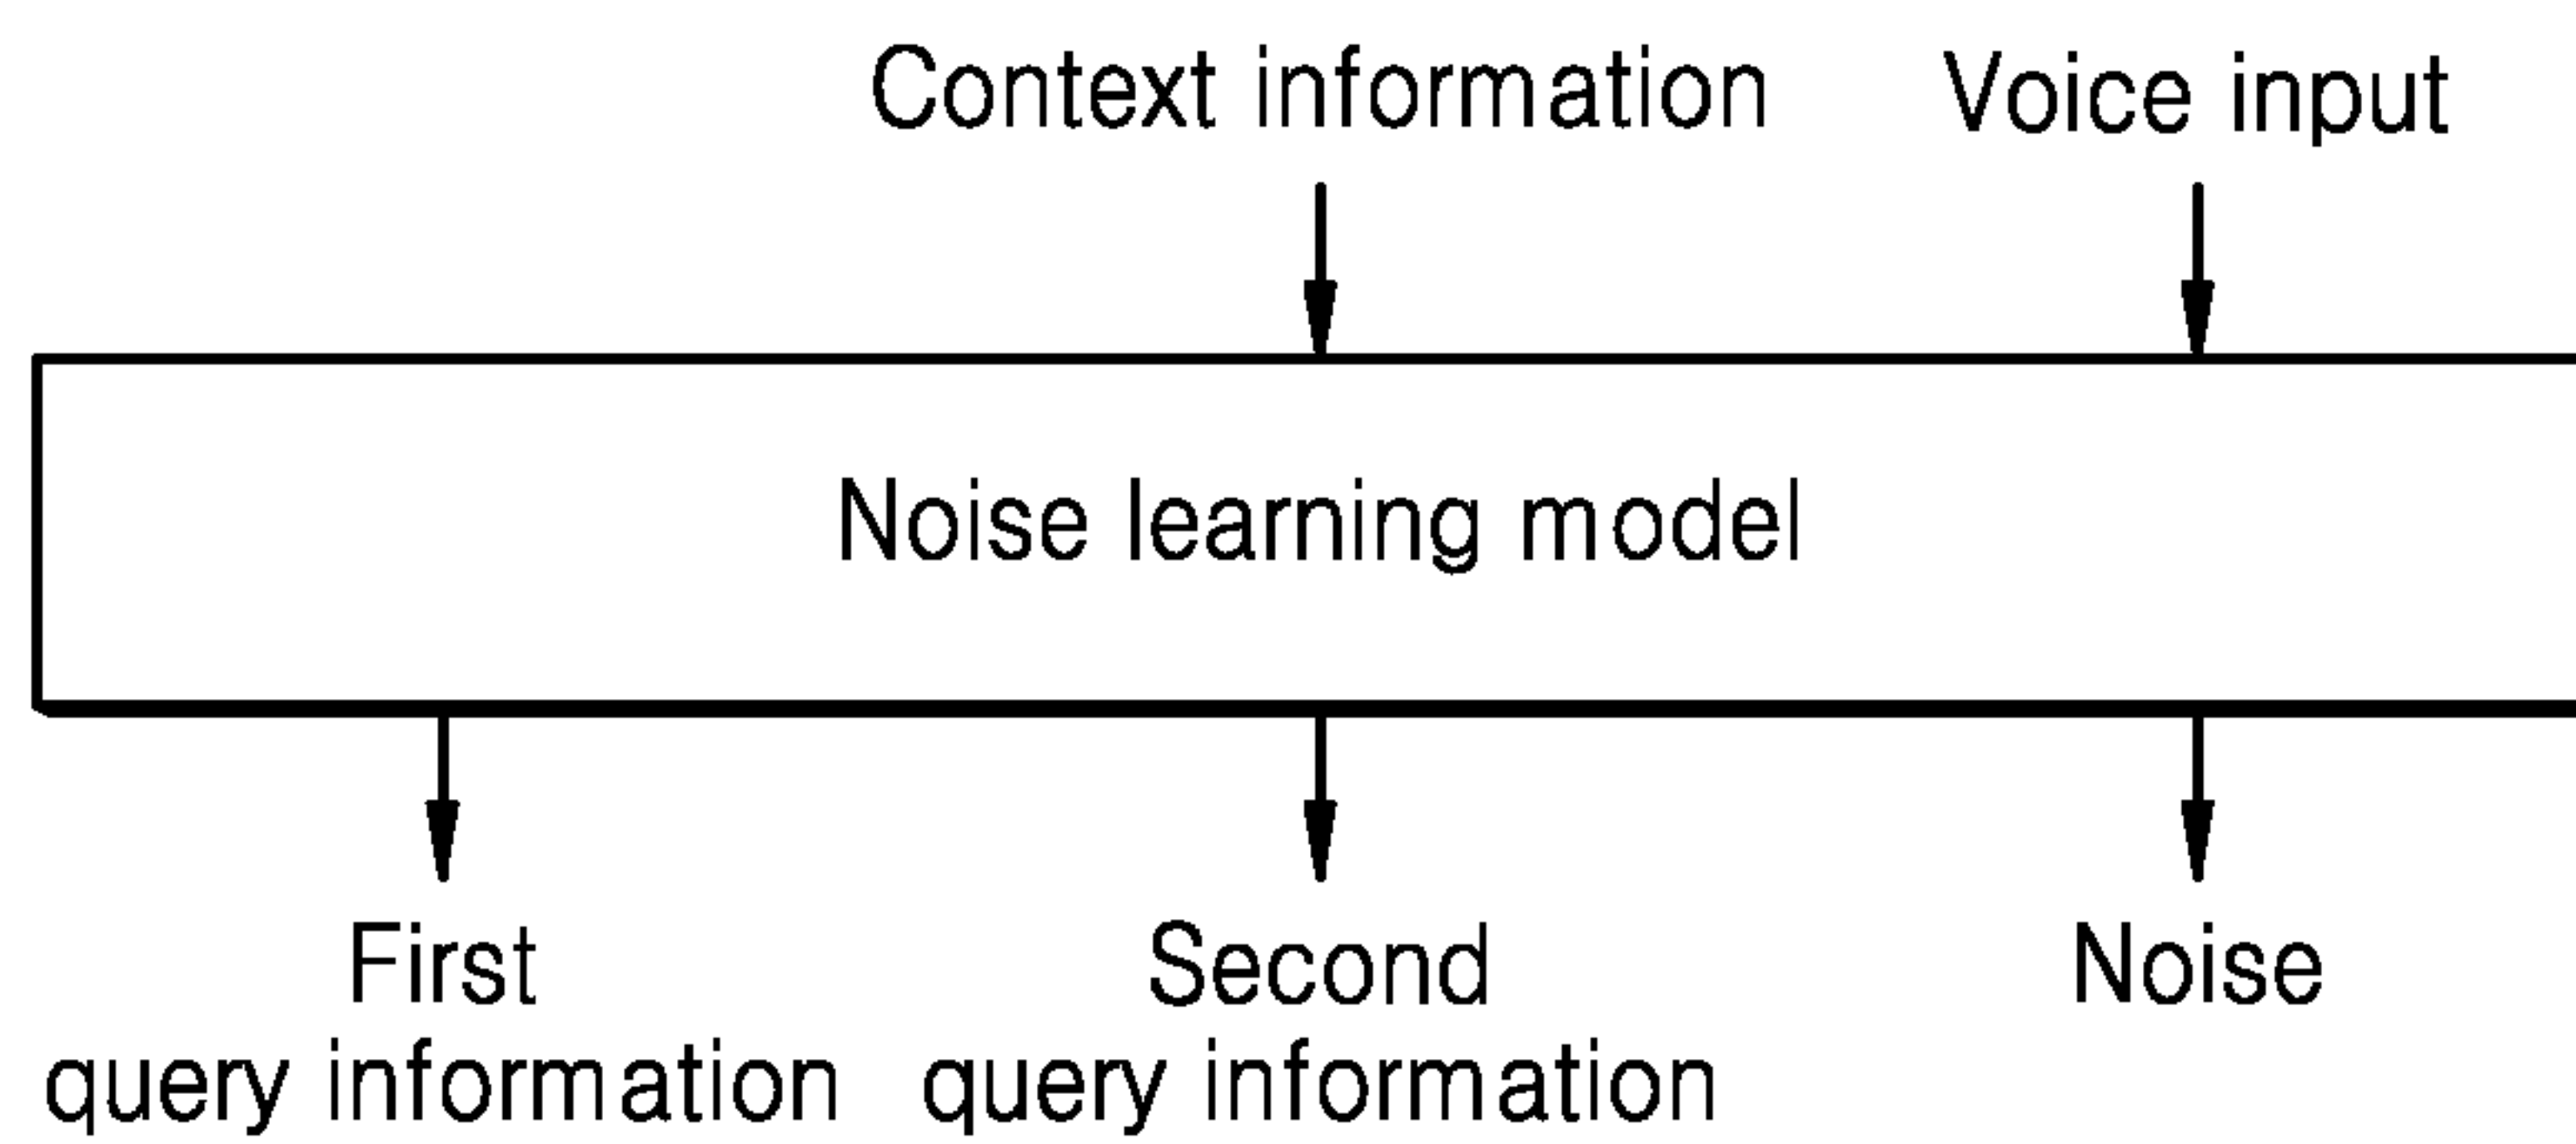 Context information
Voice input
Noise learning model
First
query information
Second
query information
Noise